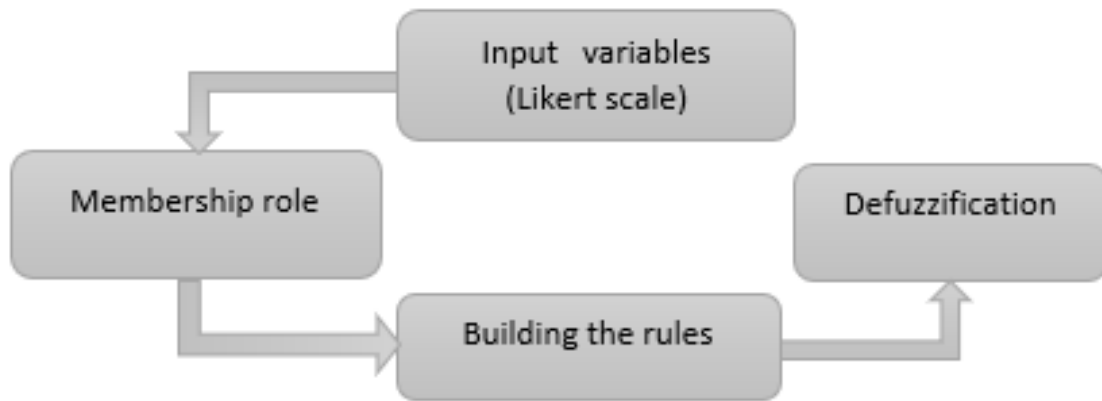 Input variables
(Likert scale)
Membership role
Defuzzification
Building the rules